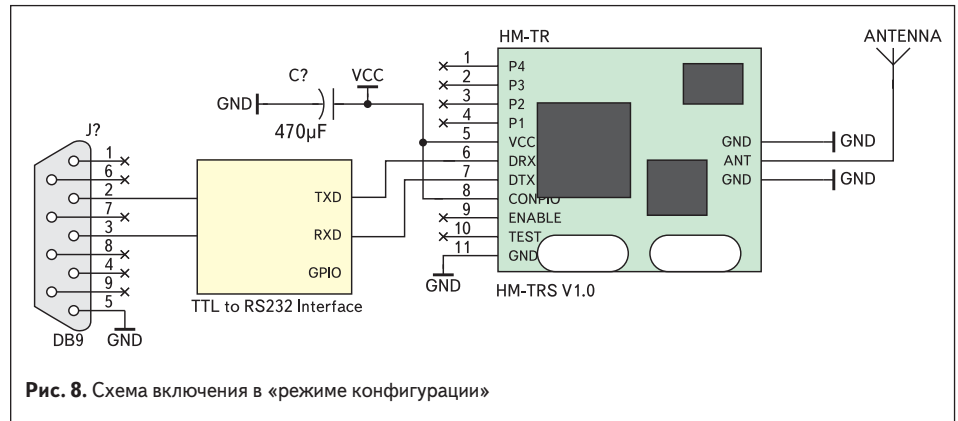 HM-TR
ANTENNA
C?
VCC
GND
470µF
J?
1
6
2
7
3
8
4
9
5
DB9
GND
TXD
RXD
GPIO
TTL to RS232 Interface
1
2
3
4
5
6
7
8
9
10
11
GND
P4
P3
P2
P1
VCC
DRX
DTX
CONPIO
ENABLE
TEST
GND
GND
ANT
GND
GND
GND
HM-TRS V1.0
Рис. 8. Схема включения в «режиме конфигурации»